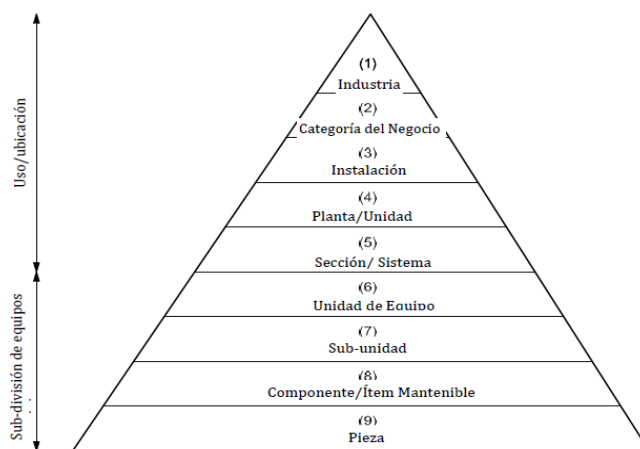 (1)
Industria
(2)
Categoría del Negocio
(3)
Instalación
(4)
Planta/Unidad
(5)
Sección/ Sistema
(6)
Unidad de Equipo
(7)
Sub-unidad
(8)
Componente/Ítem Mantenible
(9)
Pieza
Uso/ubicación
Sub-división de equipos